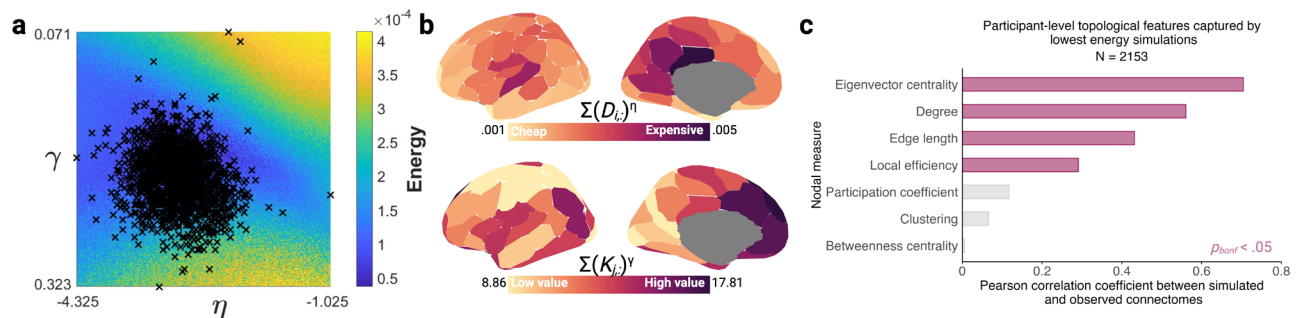 a
×10⁻⁴
0.071
γ
0.323
-4.325
η
-1.025
4
3.5
3
2.5
2
1.5
1
0.5
Energy
b
Σ(Dᵢ,:)^η
.001 Cheap Expensive .005
Σ(Kⱼ,:)^γ
8.86 Low value High value 17.81
c
Participant-level topological features captured by
lowest energy simulations
N = 2153
Nodal measure
Eigenvector centrality
Degree
Edge length
Local efficiency
Participation coefficient
Clustering
Betweenness centrality
p_bonf < .05
0 0.2 0.4 0.6 0.8
Pearson correlation coefficient between simulated
and observed connectomes